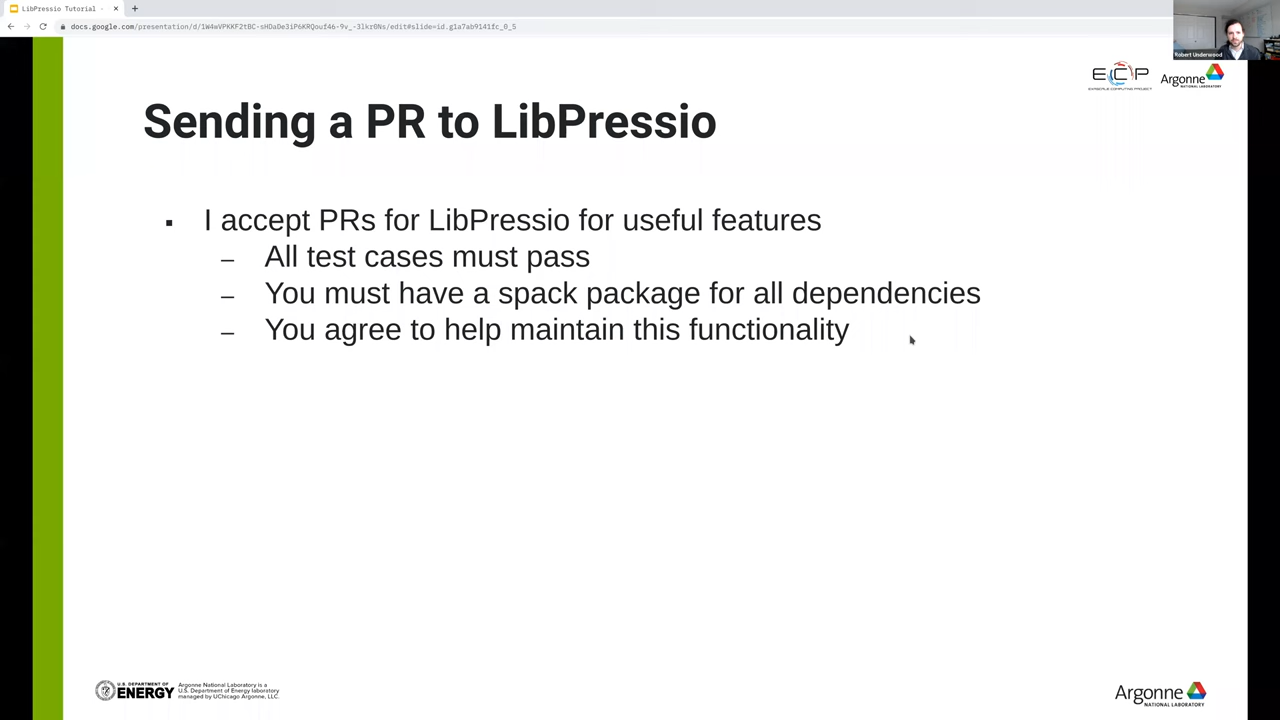 LibPressio Tutorial -
docs.google.com/presentation/d/1W4wVPKKF2tBC-sHOaDe3iP6KRQouf46-9v_-3lkr0Ns/edit#slide=id.g1a7ab9141fc_0_5
Robert Underwood
ECP
EXASCALE COMPUTING PROJECT
Argonne
NATIONAL LABORATORY
Sending a PR to LibPressio
▪ I accept PRs for LibPressio for useful features
– All test cases must pass
– You must have a spack package for all dependencies
– You agree to help maintain this functionality
U.S. DEPARTMENT OF
ENERGY
Argonne National Laboratory is a
U.S. Department of Energy laboratory
managed by UChicago Argonne, LLC.
Argonne
NATIONAL LABORATORY